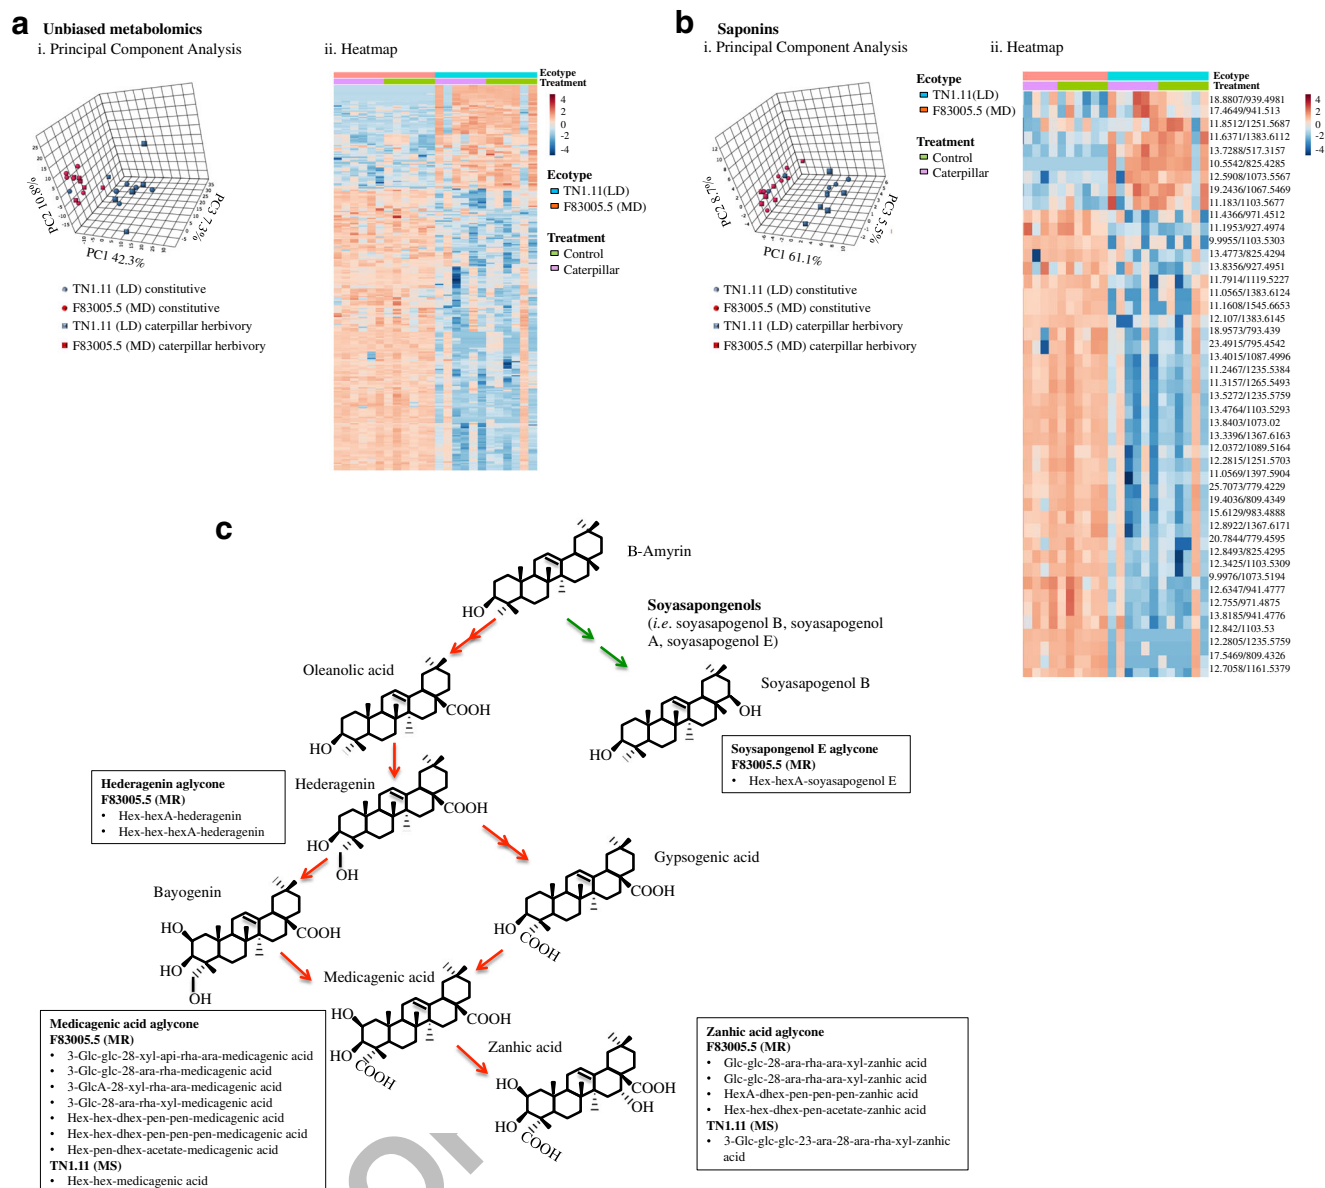 a Unbiased metabolomics
i. Principal Component Analysis
ii. Heatmap
PC2 10.8%
PC1 42.3%
PC3 7.3%
TN1.11 (LD) constitutive
F83005.5 (MD) constitutive
TN1.11 (LD) caterpillar herbivory
F83005.5 (MD) caterpillar herbivory
Ecotype
Treatment
4
2
0
-2
-4
Ecotype
TN1.11(LD)
F83005.5 (MD)
Treatment
Control
Caterpillar
b Saponins
i. Principal Component Analysis
ii. Heatmap
PC2 8.7%
PC1 61.1%
PC3 5.5%
TN1.11 (LD) constitutive
F83005.5 (MD) constitutive
TN1.11 (LD) caterpillar herbivory
F83005.5 (MD) caterpillar herbivory
Ecotype
TN1.11(LD)
F83005.5 (MD)
Treatment
Control
Caterpillar
Ecotype
Treatment
4
2
0
-2
-4
18.8807/939.4981
17.4649/941.513
11.8512/1251.5687
11.6371/1383.6112
13.7288/517.3157
10.5542/825.4285
12.5908/1073.5567
19.2436/1067.5469
11.183/1103.5677
11.4366/971.4512
11.1953/927.4974
9.9955/1103.5303
13.4773/825.4294
13.8356/927.4951
11.7914/1119.5227
11.0565/1383.6124
11.1608/1545.6653
12.107/1383.6145
18.9573/793.439
23.4915/795.4542
13.4015/1087.4996
11.2467/1235.5384
11.3157/1265.5493
13.5272/1235.5759
13.4764/1103.5293
13.8403/1073.02
13.3396/1367.6163
12.0372/1089.5164
12.2815/1251.5703
11.0569/1397.5904
25.7073/779.4229
19.4036/809.4349
15.6129/983.4888
12.8922/1367.6171
20.7844/779.4595
12.8493/825.4295
12.3425/1103.5309
9.9976/1073.5194
12.6347/941.4777
12.755/971.4875
13.8185/941.4776
12.842/1103.53
12.2805/1235.5759
17.5469/809.4326
12.7058/1161.5379
c
B-Amyrin
HO
Soyasapongenols
(i.e. soyasapogenol B, soyasapogenol
A, soyasapogenol E)
Oleanolic acid
COOH
HO
Soyasapogenol B
OH
HO
Soysapongenol E aglycone
F83005.5 (MR)
• Hex-hexA-soyasapogenol E
Hederagenin aglycone
F83005.5 (MR)
• Hex-hexA-hederagenin
• Hex-hex-hexA-hederagenin
Hederagenin
COOH
HO
OH
Gypsogenic acid
COOH
HO
COOH
Bayogenin
HO
COOH
HO
OH
Medicagenic acid
HO
COOH
HO
COOH
Zanhic acid
HO
COOH
OH
HO
COOH
Medicagenic acid aglycone
F83005.5 (MR)
• 3-Glc-glc-28-xyl-api-rha-ara-medicagenic acid
• 3-Glc-glc-28-ara-rha-medicagenic acid
• 3-GlcA-28-xyl-rha-ara-medicagenic acid
• 3-Glc-28-ara-rha-xyl-medicagenic acid
• Hex-hex-dhex-pen-pen-medicagenic acid
• Hex-hex-dhex-pen-pen-pen-medicagenic acid
• Hex-pen-dhex-acetate-medicagenic acid
TN1.11 (MS)
• Hex-hex-medicagenic acid
Zanhic acid aglycone
F83005.5 (MR)
• Glc-glc-28-ara-rha-ara-xyl-zanhic acid
• Glc-glc-28-ara-rha-ara-xyl-zanhic acid
• HexA-dhex-pen-pen-pen-zanhic acid
• Hex-hex-dhex-pen-acetate-zanhic acid
TN1.11 (MS)
• 3-Glc-glc-glc-23-ara-28-ara-rha-xyl-zanhic
acid